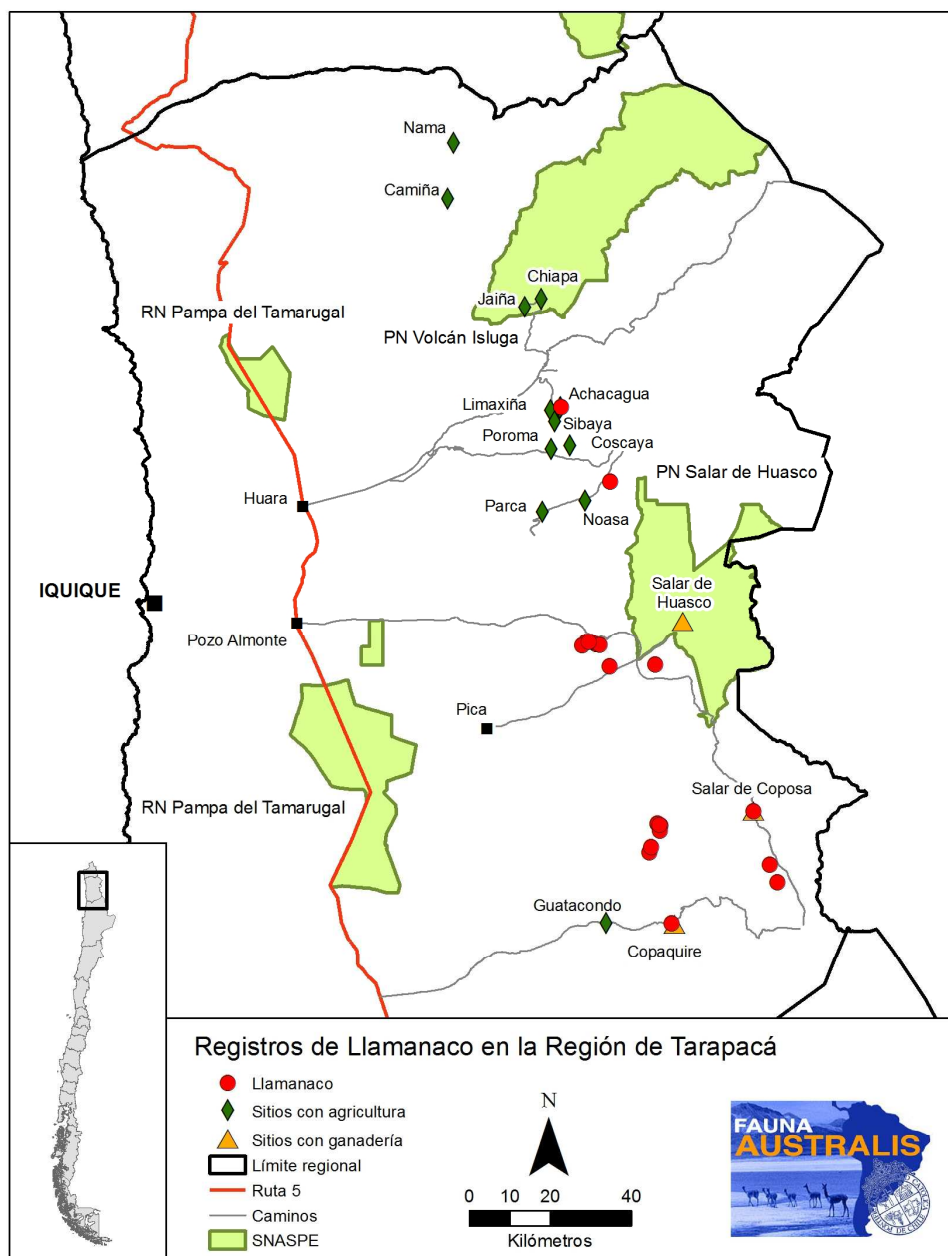 Nama
Camiña
Chiapa
Jaiña
RN Pampa del Tamarugal
PN Volcán Isluga
Limaxiña
Achacagua
Sibaya
Poroma
Coscaya
PN Salar de Huasco
Huara
Parca
Noasa
IQUIQUE
Salar de
Huasco
Pozo Almonte
Pica
Salar de Coposa
RN Pampa del Tamarugal
Guatacondo
Copaquire
Registros de Llamanaco en la Región de Tarapacá
Llamanaco
Sitios con agricultura
Sitios con ganadería
Límite regional
Ruta 5
Caminos
SNASPE
N
0 10 20 40
Kilómetros
FAUNA
AUSTRALIS